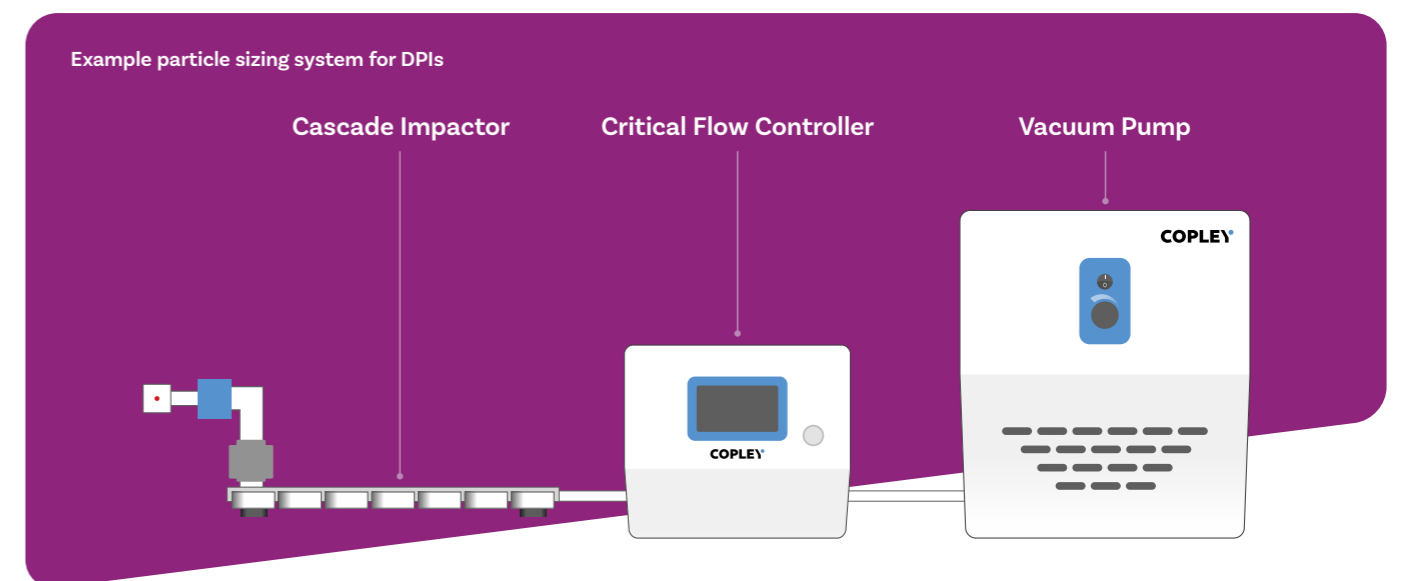 Example particle sizing system for DPIs
Cascade Impactor
Critical Flow Controller
Vacuum Pump
COPLEY
COPLEY